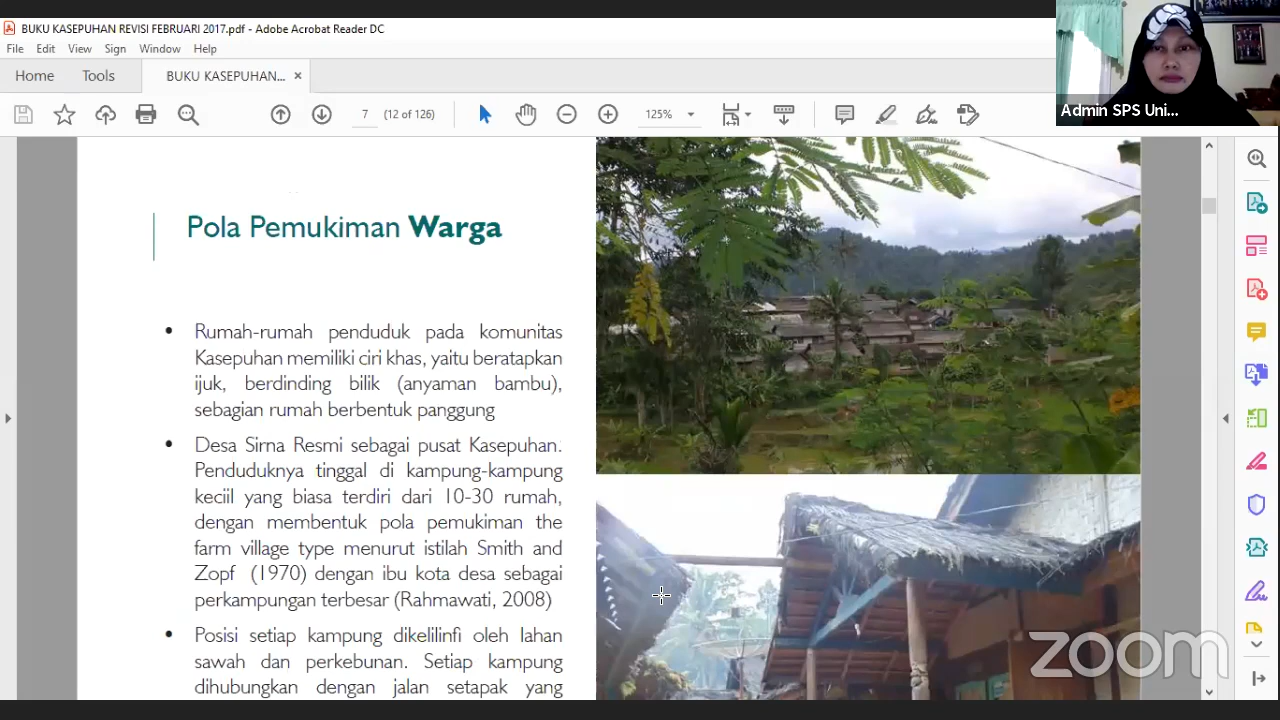 BUKU KASEPUHAN REVISI FEBRUARI 2017.pdf - Adobe Acrobat Reader DC
File Edit View Sign Window Help
Home Tools BUKU KASEPUHAN... ×
7 (12 of 126) 125%
Admin SPS Uni...
Pola Pemukiman Warga
• Rumah-rumah penduduk pada komunitas
Kasepuhan memiliki ciri khas, yaitu beratapkan
ijuk, berdinding bilik (anyaman bambu),
sebagian rumah berbentuk panggung
• Desa Sirna Resmi sebagai pusat Kasepuhan.
Penduduknya tinggal di kampung-kampung
keciil yang biasa terdiri dari 10-30 rumah,
dengan membentuk pola pemukiman the
farm village type menurut istilah Smith and
Zopf (1970) dengan ibu kota desa sebagai
perkampungan terbesar (Rahmawati, 2008)
• Posisi setiap kampung dikelilinfi oleh lahan
sawah dan perkebunan. Setiap kampung
dihubungkan dengan jalan setapak yang
zoom